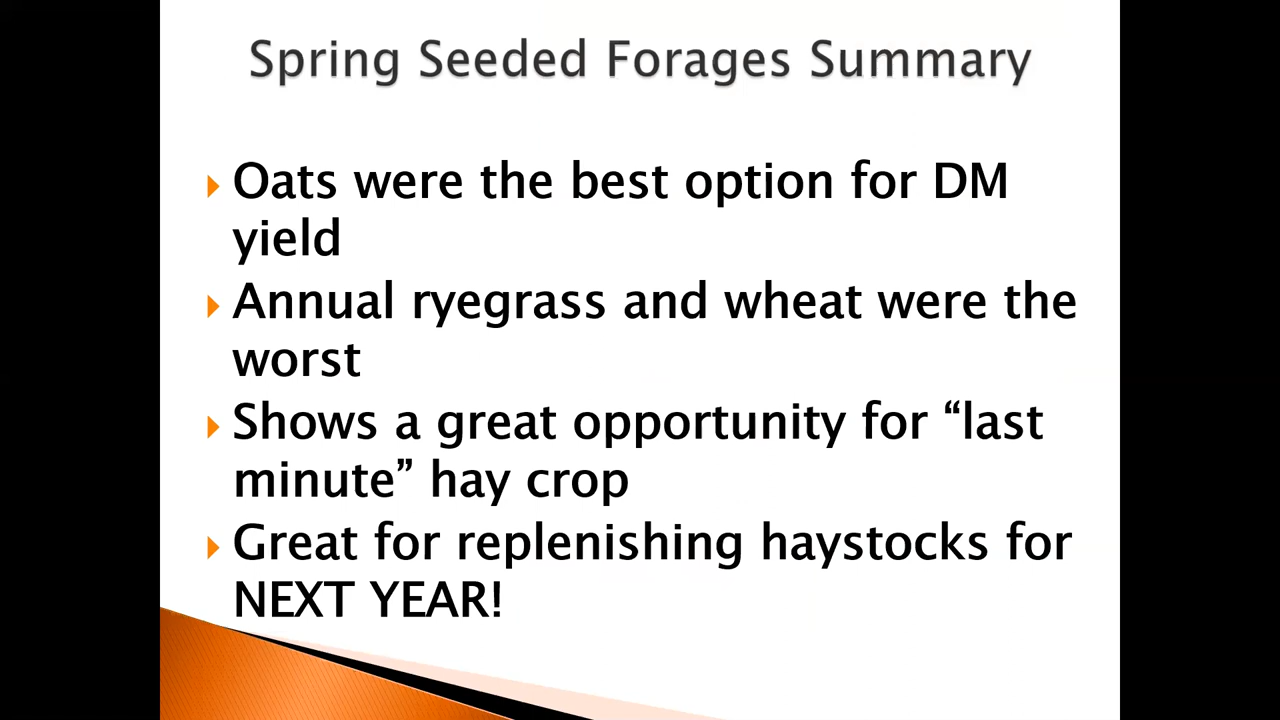 Spring Seeded Forages Summary
Oats were the best option for DM
yield
Annual ryegrass and wheat were the
worst
Shows a great opportunity for “last
minute” hay crop
Great for replenishing haystocks for
NEXT YEAR!